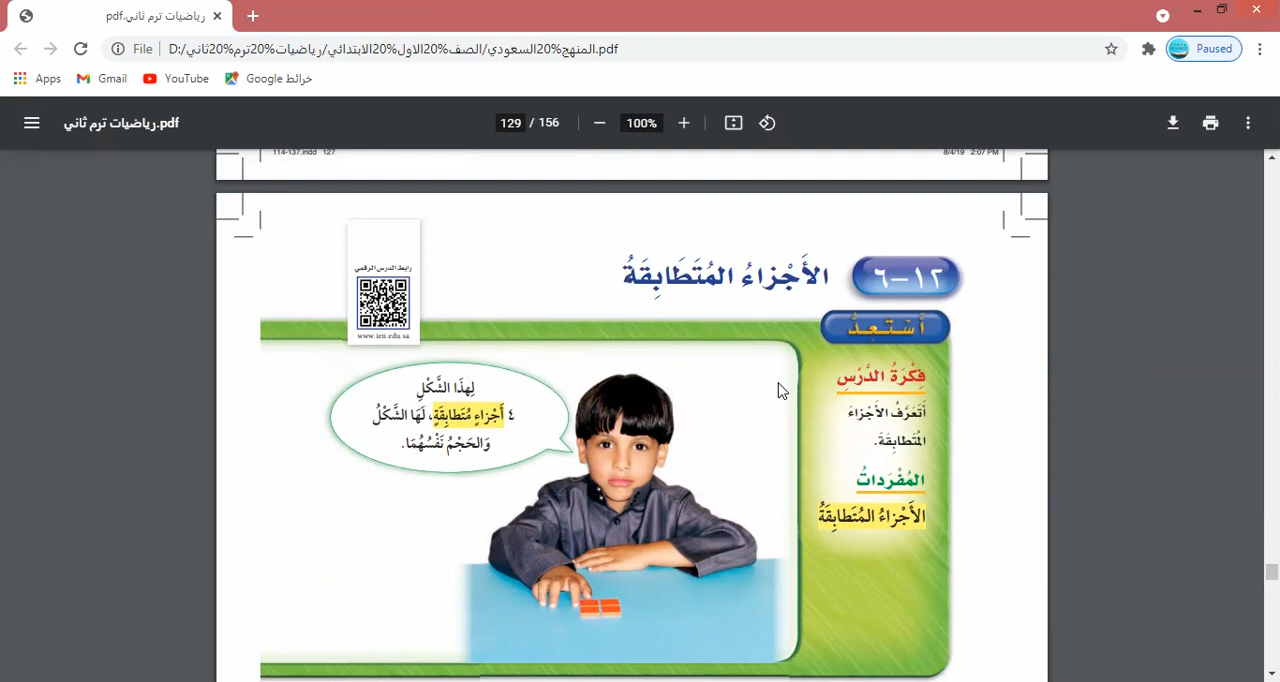 رياضيات ترم ثاني.pdf
File
D:/المنهج%20السعودي/الصف%20الاول%20الابتدائي/رياضيات%20ترم%20ثاني.pdf
Paused
Apps
Gmail
YouTube
خرائط Google
رياضيات ترم ثاني.pdf
129 / 156
100%
114-137.indd 127
8/4/19 2:07 PM
رابط الدرس الرقمي
www.ien.edu.sa
١٢-٦
الأَجْزاءُ المُتَطَابِقَةُ
أَسْتَعِدُّ
فِكْرَةُ الدَّرْسِ
أَتَعَرَّفُ الأَجْزاءَ
المُتَطابِقَةَ.
المُفْرَداتُ
الأَجْزاءُ المُتَطابِقَةُ
لِهذَا الشَّكْلِ
٤ أَجْزاءٍ مُتَطابِقَةٍ، لَهَا الشَّكْلُ
وَالحَجْمُ نَفْسُهُمَا.